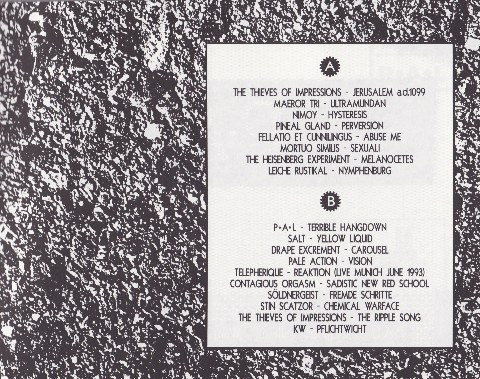 A
THE THIEVES OF IMPRESSIONS - JERUSALEM a.d.1099
MAEROR TRI - ULTRAMUNDAN
NIMOY - HYSTERESIS
PINEAL GLAND - PERVERSION
FELLATIO ET CUNNILINGUS - ABUSE ME
MORTUO SIMILIS - SEXUALI
THE HEISENBERG EXPERIMENT - MELANOCETES
LEICHE RUSTIKAL - NYMPHENBURG
B
P•A•L - TERRIBLE HANGDOWN
SALT - YELLOW LIQUID
DRAPE EXCREMENT - CAROUSEL
PALE ACTION - VISION
TELEPHERIQUE - REAKTION (LIVE MUNICH JUNE 1993)
CONTAGIOUS ORGASM - SADISTIC NEW RED SCHOOL
SÖLDNERGEIST - FREMDE SCHRITTE
STIN SCATZOR - CHEMICAL WARFACE
THE THIEVES OF IMPRESSIONS - THE RIPPLE SONG
KW - PFLICHTWICHT